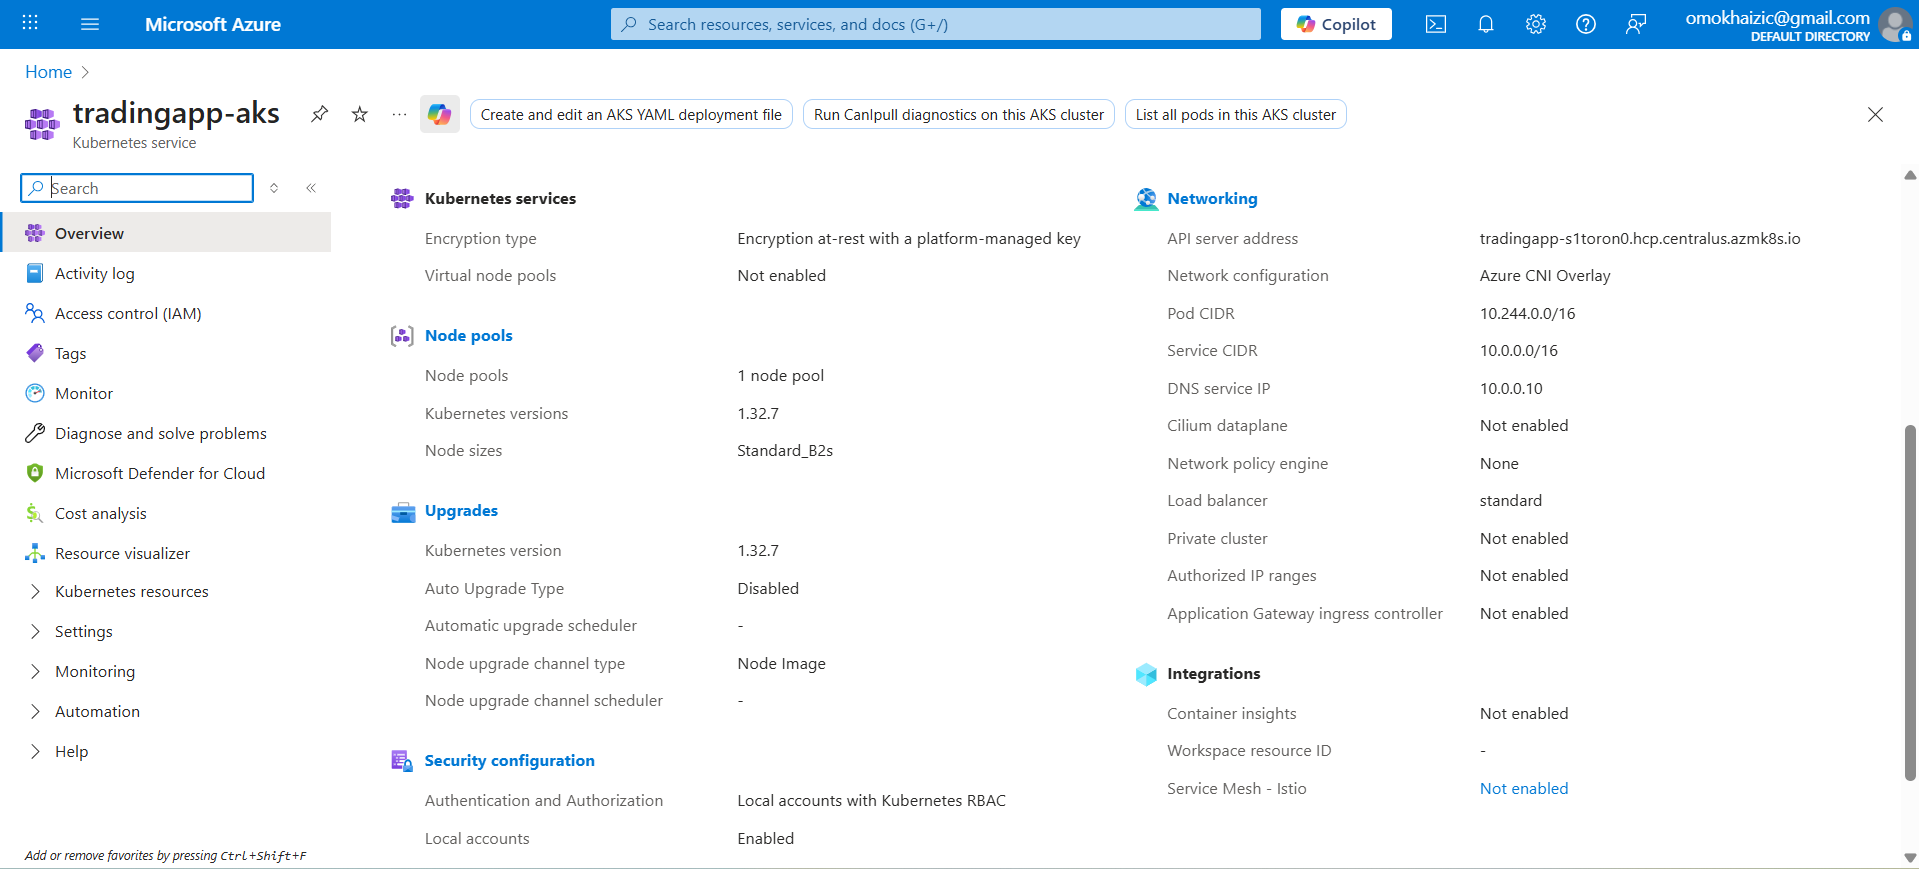 Microsoft Azure
Search resources, services, and docs (G+/)
Copilot
omokhaizic@gmail.com
DEFAULT DIRECTORY
Home
tradingapp-aks
Kubernetes service
Create and edit an AKS YAML deployment file
Run CanIpull diagnostics on this AKS cluster
List all pods in this AKS cluster
Search
Overview
Activity log
Access control (IAM)
Tags
Monitor
Diagnose and solve problems
Microsoft Defender for Cloud
Cost analysis
Resource visualizer
Kubernetes resources
Settings
Monitoring
Automation
Help
Add or remove favorites by pressing Ctrl+Shift+F
Kubernetes services
Encryption type Encryption at-rest with a platform-managed key
Virtual node pools Not enabled
Node pools
Node pools 1 node pool
Kubernetes versions 1.32.7
Node sizes Standard_B2s
Upgrades
Kubernetes version 1.32.7
Auto Upgrade Type Disabled
Automatic upgrade scheduler -
Node upgrade channel type Node Image
Node upgrade channel scheduler -
Security configuration
Authentication and Authorization Local accounts with Kubernetes RBAC
Local accounts Enabled
Networking
API server address tradingapp-s1toron0.hcp.centralus.azmk8s.io
Network configuration Azure CNI Overlay
Pod CIDR 10.244.0.0/16
Service CIDR 10.0.0.0/16
DNS service IP 10.0.0.10
Cilium dataplane Not enabled
Network policy engine None
Load balancer standard
Private cluster Not enabled
Authorized IP ranges Not enabled
Application Gateway ingress controller Not enabled
Integrations
Container insights Not enabled
Workspace resource ID -
Service Mesh - Istio Not enabled